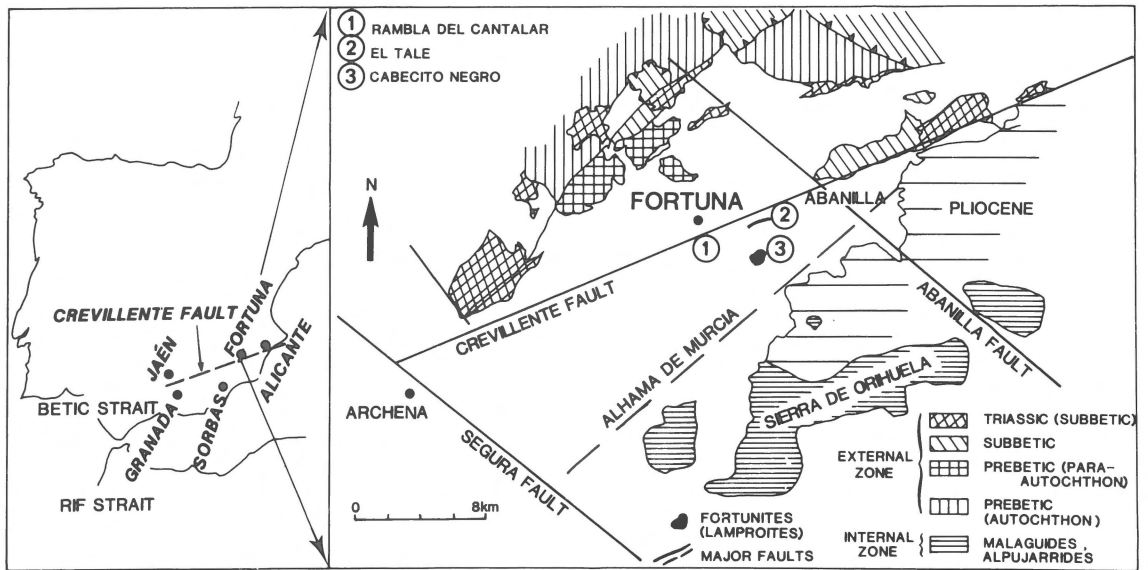 1 RAMBLA DEL CANTALAR
2 EL TALE
3 CABECITO NEGRO
CREVILLENTE FAULT
JAÉN
FORTUNA
ALICANTE
BETIC STRAIT
GRANADA
SORBAS
RIF STRAIT
N
FORTUNA
ABANILLA
PLIOCENE
1
2
3
CREVILLENTE FAULT
ALHAMA DE MURCIA
ABANILLA FAULT
ARCHENA
SEGURA FAULT
SIERRA DE ORIHUELA
0 8km
FORTUNITES
(LAMPROITES)
MAJOR FAULTS
EXTERNAL
ZONE
TRIASSIC (SUBBETIC)
SUBBETIC
PREBETIC (PARA-
AUTOCHTHON)
PREBETIC
(AUTOCHTHON)
INTERNAL
ZONE
MALAGUIDES,
ALPUJARRIDES